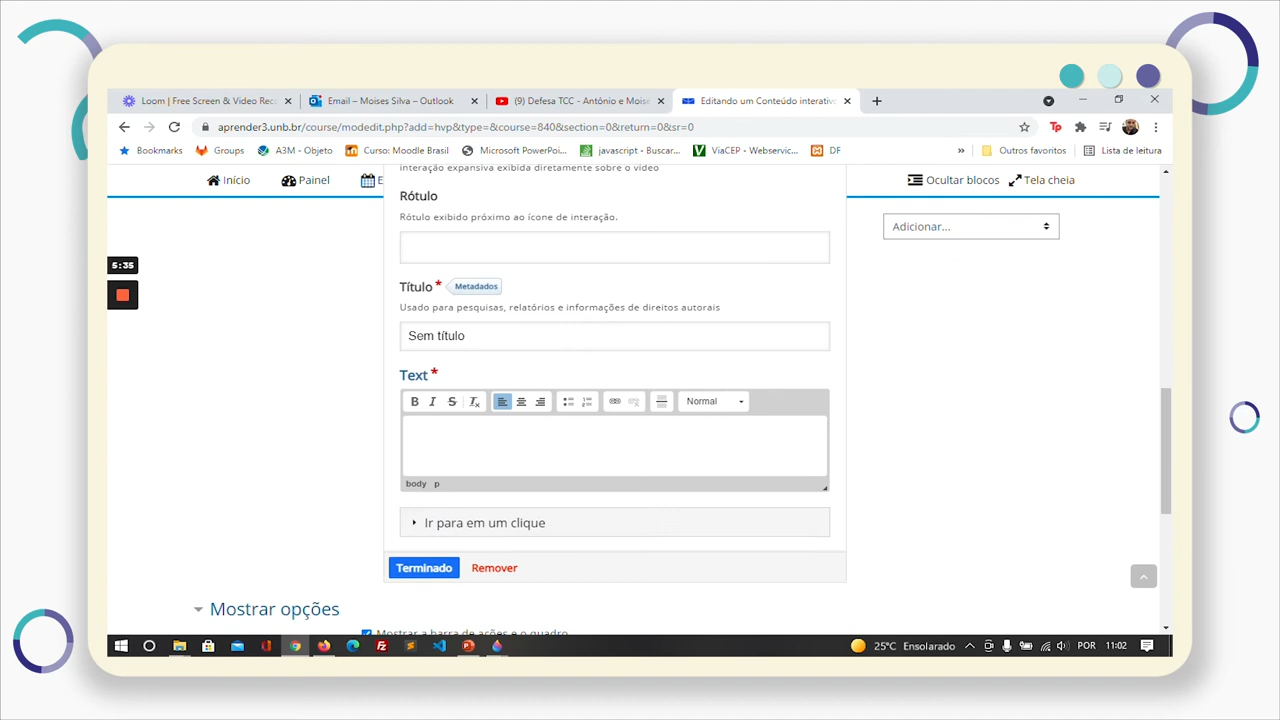 Loom | Free Screen & Video Rec
Email – Moises Silva – Outlook
(9) Defesa TCC - Antônio e Moise
Editando um Conteúdo interativo
aprender3.unb.br/course/modedit.php?add=hvp&type=&course=840&section=0&return=0&sr=0
Bookmarks
Groups
A3M - Objeto
Curso: Moodle Brasil
Microsoft PowerPoi...
javascript - Buscar...
ViaCEP - Webservic...
DF
»
Outros favoritos
Lista de leitura
Início
Painel
E
Ocultar blocos
Tela cheia
interação expansiva exibida diretamente sobre o vídeo
Rótulo
Rótulo exibido próximo ao ícone de interação.
Adicionar...
5:35
Título *
Metadados
Usado para pesquisas, relatórios e informações de direitos autorais
Sem título
Text *
B I S Tx
Normal
body p
Ir para em um clique
Terminado
Remover
Mostrar opções
Mostrar a barra de ações e o quadro
25°C Ensolarado
POR
11:02